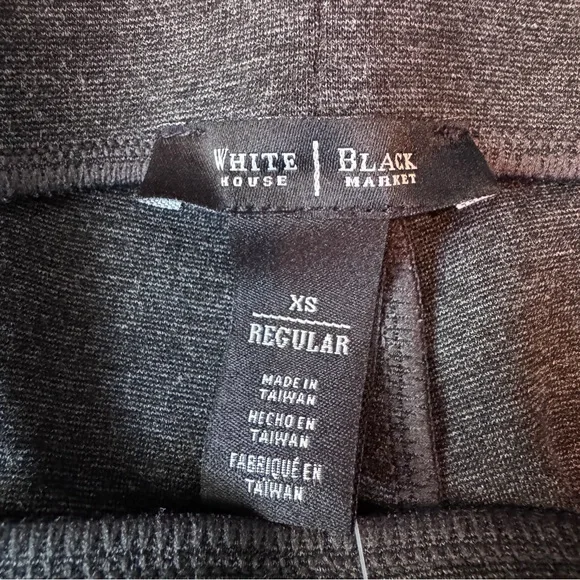 WHITE | BLACK
HOUSE MARKET
XS
REGULAR
MADE IN
TAIWAN
HECHO EN
TAIWAN
FABRIQUÉ EN
TAIWAN